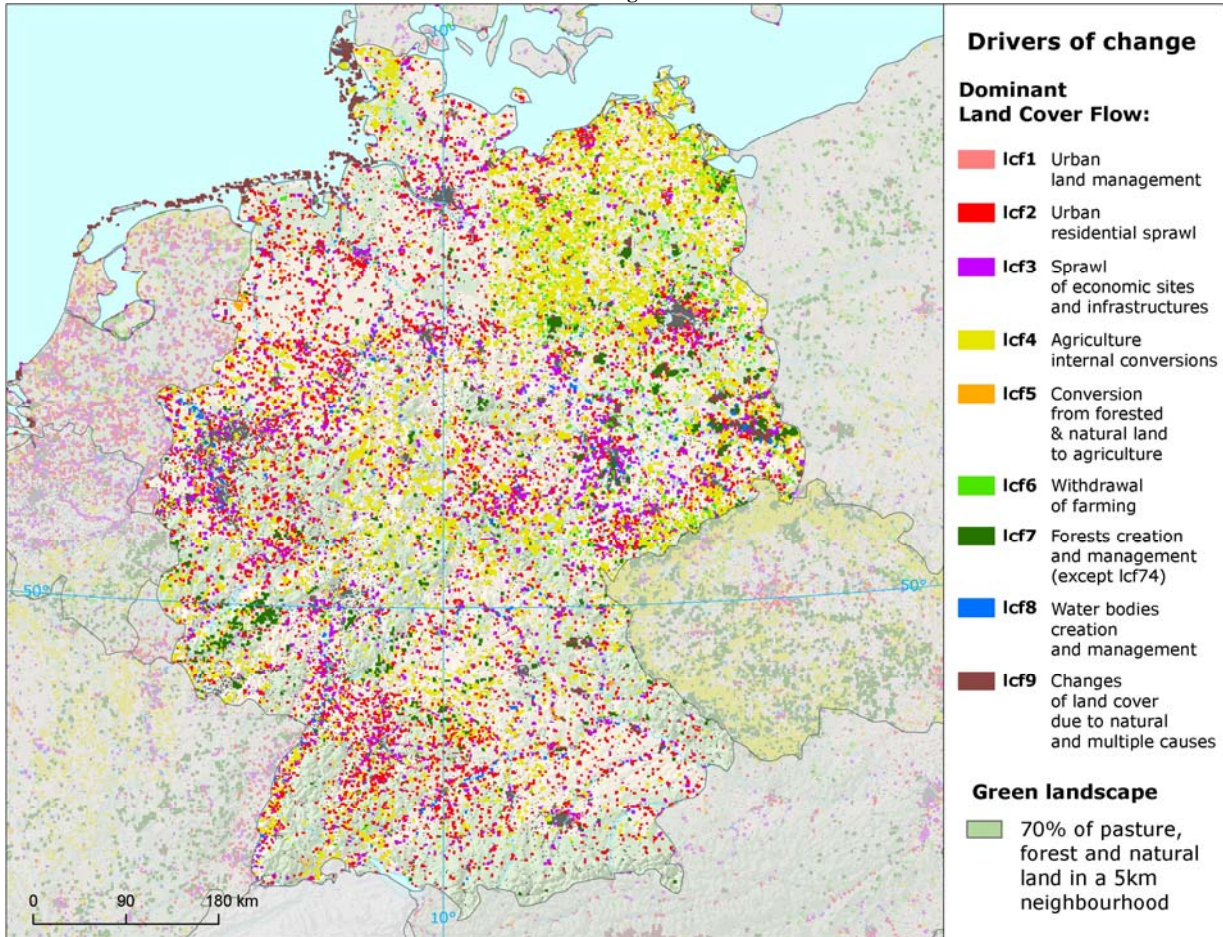 10°
50°
50°
0 90 180 km
10°
Drivers of change
Dominant
Land Cover Flow:
lcf1 Urban
land management
lcf2 Urban
residential sprawl
lcf3 Sprawl
of economic sites
and infrastructures
lcf4 Agriculture
internal conversions
lcf5 Conversion
from forested
& natural land
to agriculture
lcf6 Withdrawal
of farming
lcf7 Forests creation
and management
(except lcf74)
lcf8 Water bodies
creation
and management
lcf9 Changes
of land cover
due to natural
and multiple causes
Green landscape
70% of pasture,
forest and natural
land in a 5km
neighbourhood